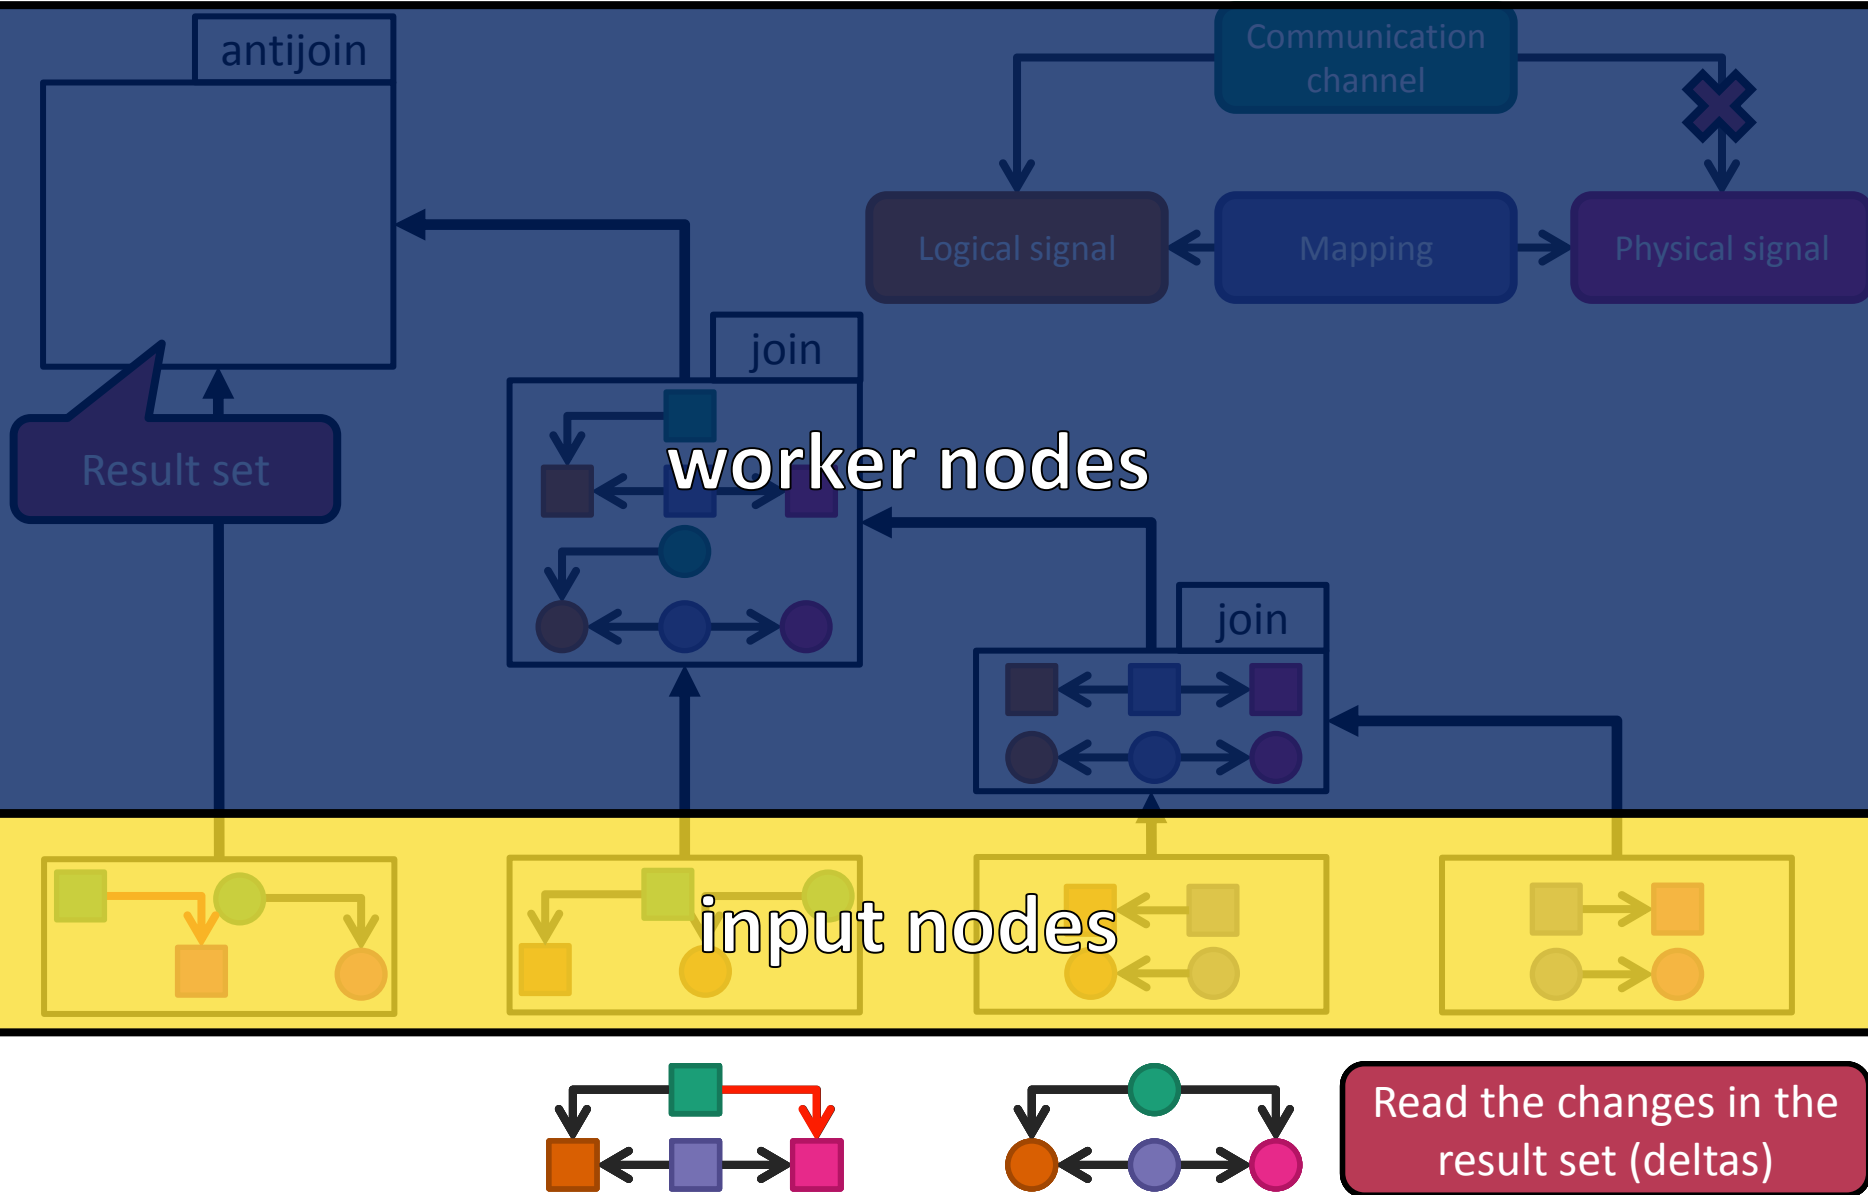 antijoin
Communication
channel
Logical signal
Mapping
Physical signal
join
Result set
worker nodes
join
input nodes
Read the changes in the
result set (deltas)